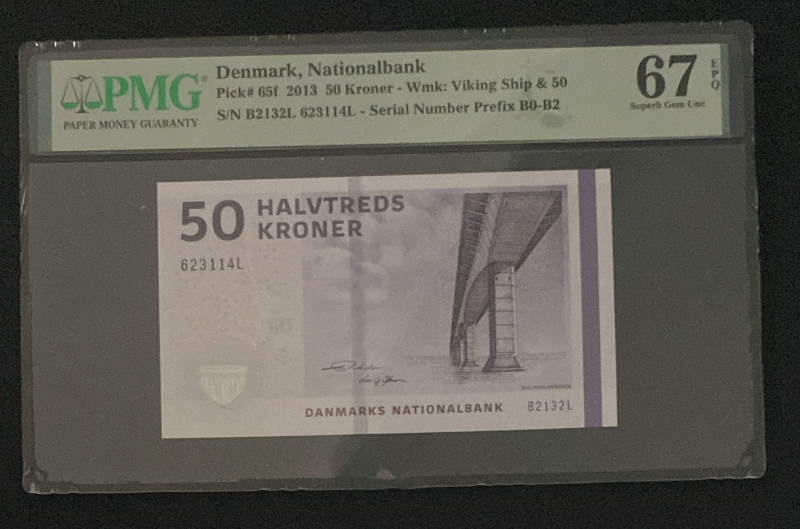 PMG
PAPER MONEY GUARANTY
Denmark, Nationalbank
Pick# 65f 2013 50 Kroner - Wmk: Viking Ship & 50
S/N B2132L 623114L - Serial Number Prefix B0-B2
67
EPQ
Superb Gem Unc
50 HALVTREDS
KRONER
623114L
DANMARKS NATIONALBANK B2132L